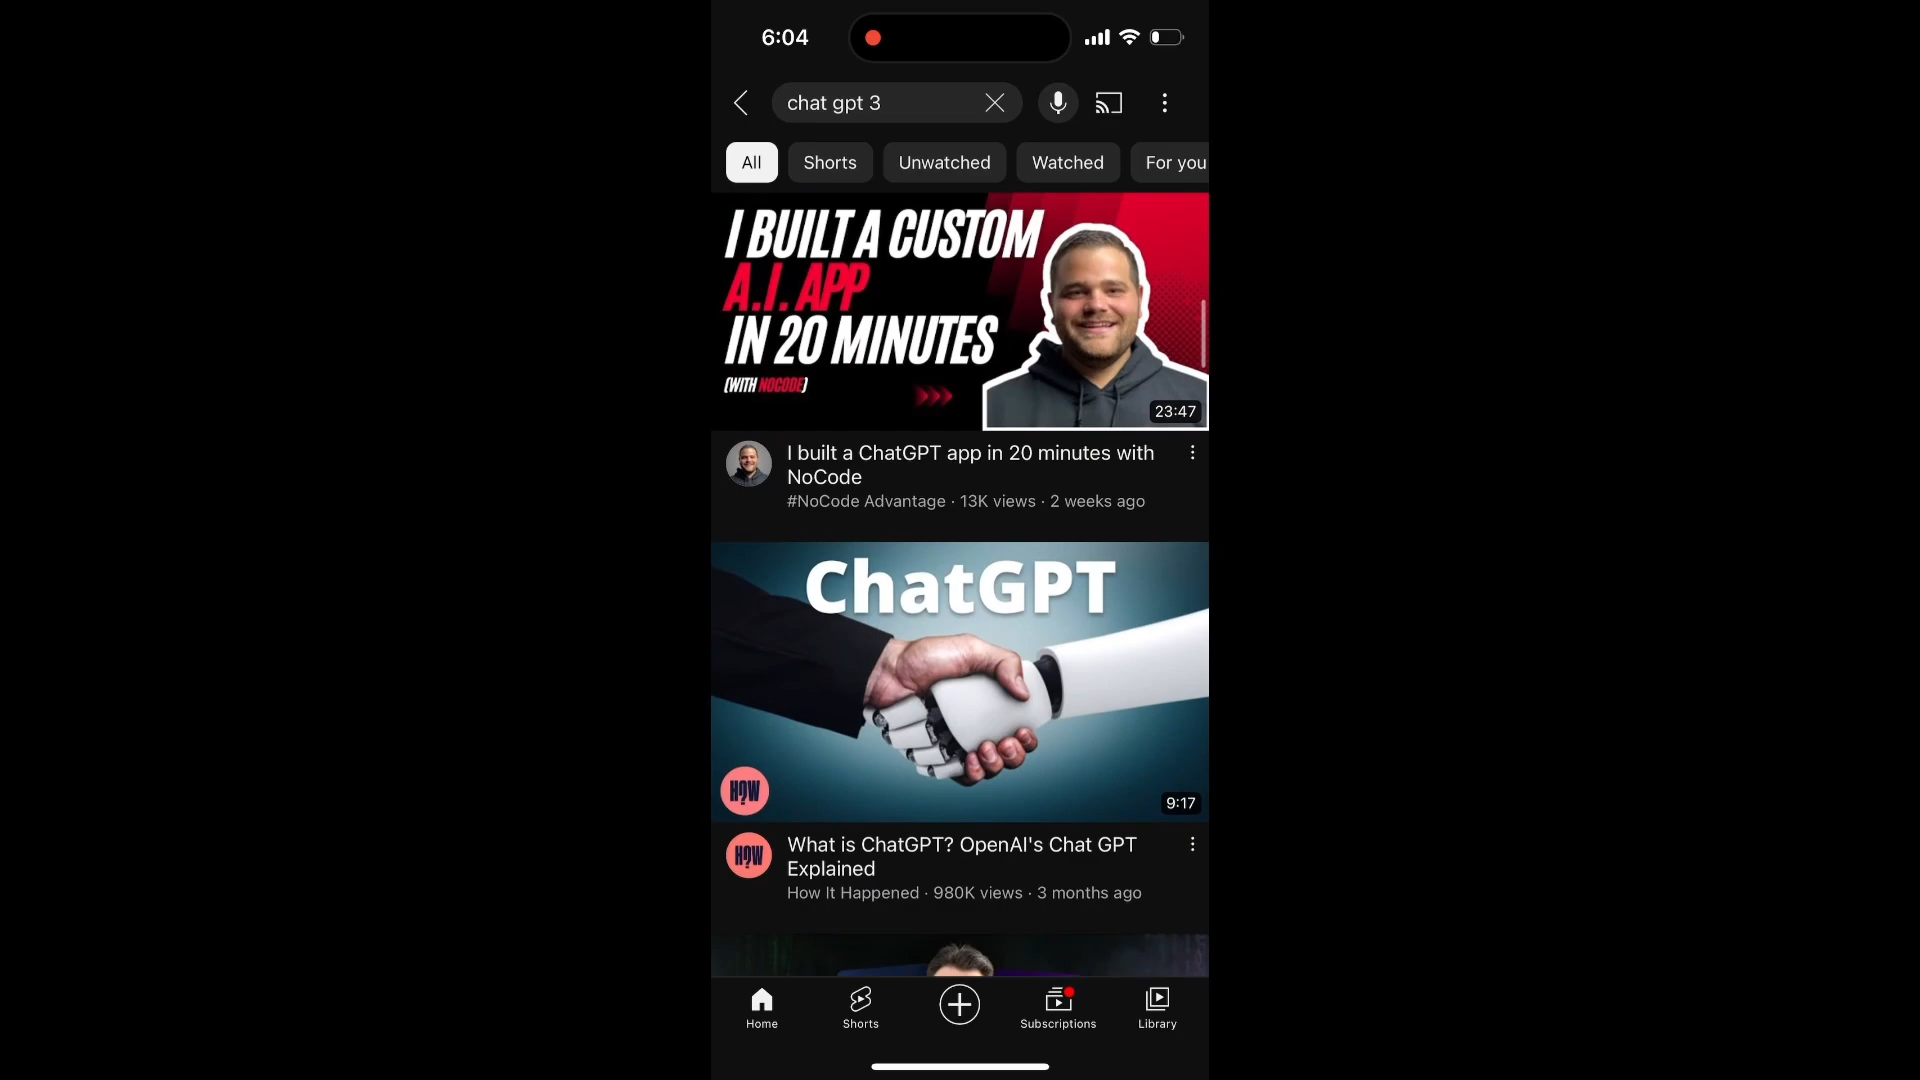 6:04
chat gpt 3
All Shorts Unwatched Watched For you
I BUILT A CUSTOM
A.I. APP
IN 20 MINUTES
(WITH NOCODE)
23:47
I built a ChatGPT app in 20 minutes with
NoCode
#NoCode Advantage · 13K views · 2 weeks ago
ChatGPT
H?W
9:17
H?W
What is ChatGPT? OpenAI's Chat GPT
Explained
How It Happened · 980K views · 3 months ago
Home Shorts Subscriptions Library